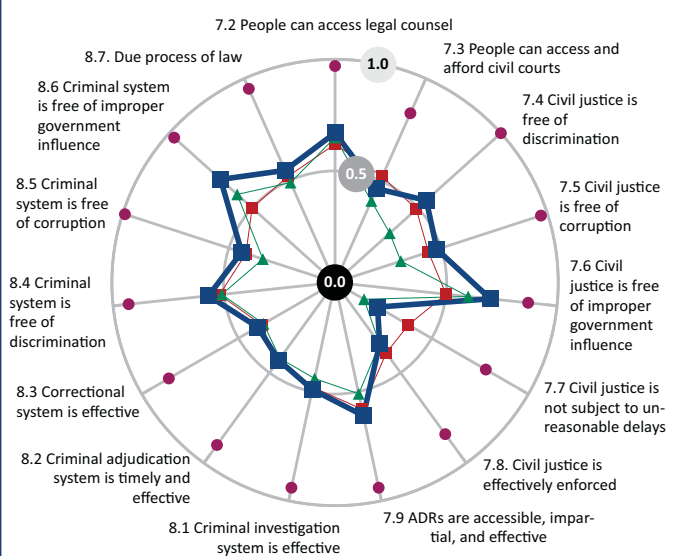 7.2 People can access legal counsel
1.0
7.3 People can access and
afford civil courts
7.4 Civil justice is
free of
discrimination
7.5 Civil justice
is free of
corruption
7.6 Civil
justice is free
of improper
government
influence
7.7 Civil justice is
not subject to un-
reasonable delays
7.8. Civil justice is
effectively enforced
7.9 ADRs are accessible, impar-
tial, and effective
8.1 Criminal investigation
system is effective
8.2 Criminal adjudication
system is timely and
effective
8.3 Correctional
system is effective
8.4 Criminal
system is
free of
discrimination
8.5 Criminal
system is free
of corruption
8.6 Criminal system
is free of improper
government
influence
8.7. Due process of law
0.5
0.0